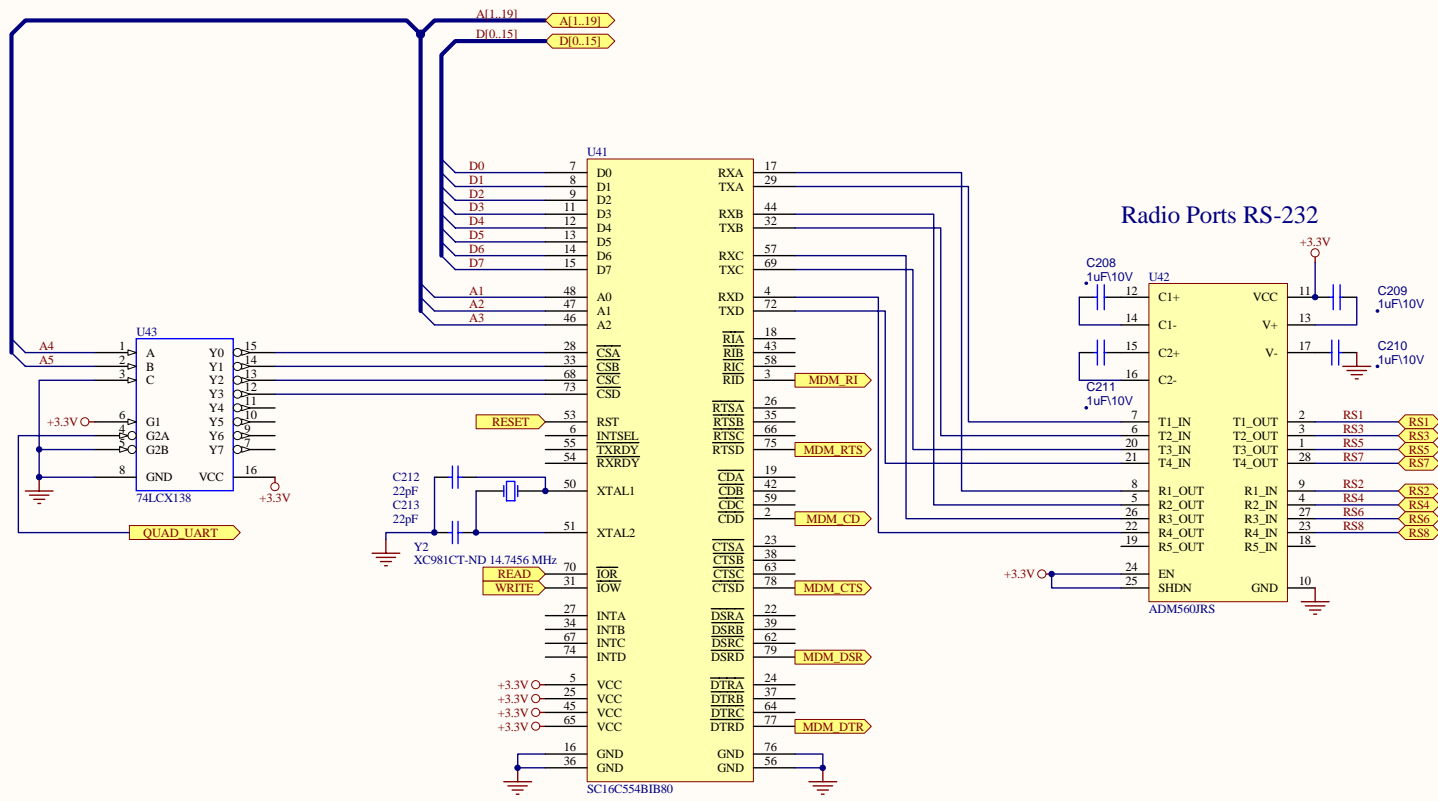 A[1..19]
A[1..19]
D[0..15]
D[0..15]
U41
D0 7 D0 RXA 17
D1 8 D1 TXA 29
D2 9 D2
D3 11 D3 RXB 44
D4 12 D4 TXB 32
D5 13 D5
D6 14 D6 RXC 57
D7 15 D7 TXC 69
A1 48 A0 RXD 4
A2 47 A1 TXD 72
A3 46 A2
RIA 18
28 CSA RIB 43
33 CSB RIC 58
68 CSC RID 3 MDM_RI
73 CSD
RTSA 26
RESET 53 RST RTSB 35
6 INTSEL RTSC 66
55 TXRDY RTSD 75 MDM_RTS
54 RXRDY
CDA 19
50 XTAL1 CDB 42
CDC 59
CDD 2 MDM_CD
51 XTAL2
CTSA 23
CTSB 38
READ 70 IOR CTSC 63
WRITE 31 IOW CTSD 78 MDM_CTS
27 INTA DSRA 22
34 INTB DSRB 39
67 INTC DSRC 62
74 INTD DSRD 79 MDM_DSR
+3.3V 5 VCC DTRA 24
+3.3V 25 VCC DTRB 37
+3.3V 45 VCC DTRC 64
+3.3V 65 VCC DTRD 77 MDM_DTR
16 GND GND 76
36 GND GND 56
SC16C554BIB80
U43
A4 1 A Y0 15
A5 2 B Y1 14
3 C Y2 13
Y3 12
Y4 11
+3.3V 6 G1 Y5 10
4 G2A Y6 9
5 G2B Y7 7
8 GND VCC 16
+3.3V
74LCX138
QUAD_UART
C212
22pF
C213
22pF
Y2
XC981CT-ND 14.7456 MHz
Radio Ports RS-232
+3.3V
C208
.1uF\10V
U42
C209
.1uF\10V
12 C1+ VCC 11
14 C1- V+ 13
15 C2+ V- 17
C210
.1uF\10V
16 C2-
C211
.1uF\10V
7 T1_IN T1_OUT 2 RS1 RS1
6 T2_IN T2_OUT 3 RS3 RS3
20 T3_IN T3_OUT 1 RS5 RS5
21 T4_IN T4_OUT 28 RS7 RS7
8 R1_OUT R1_IN 9 RS2 RS2
5 R2_OUT R2_IN 4 RS4 RS4
26 R3_OUT R3_IN 27 RS6 RS6
22 R4_OUT R4_IN 23 RS8 RS8
19 R5_OUT R5_IN 18
+3.3V 24 EN
25 SHDN GND 10
ADM560JRS